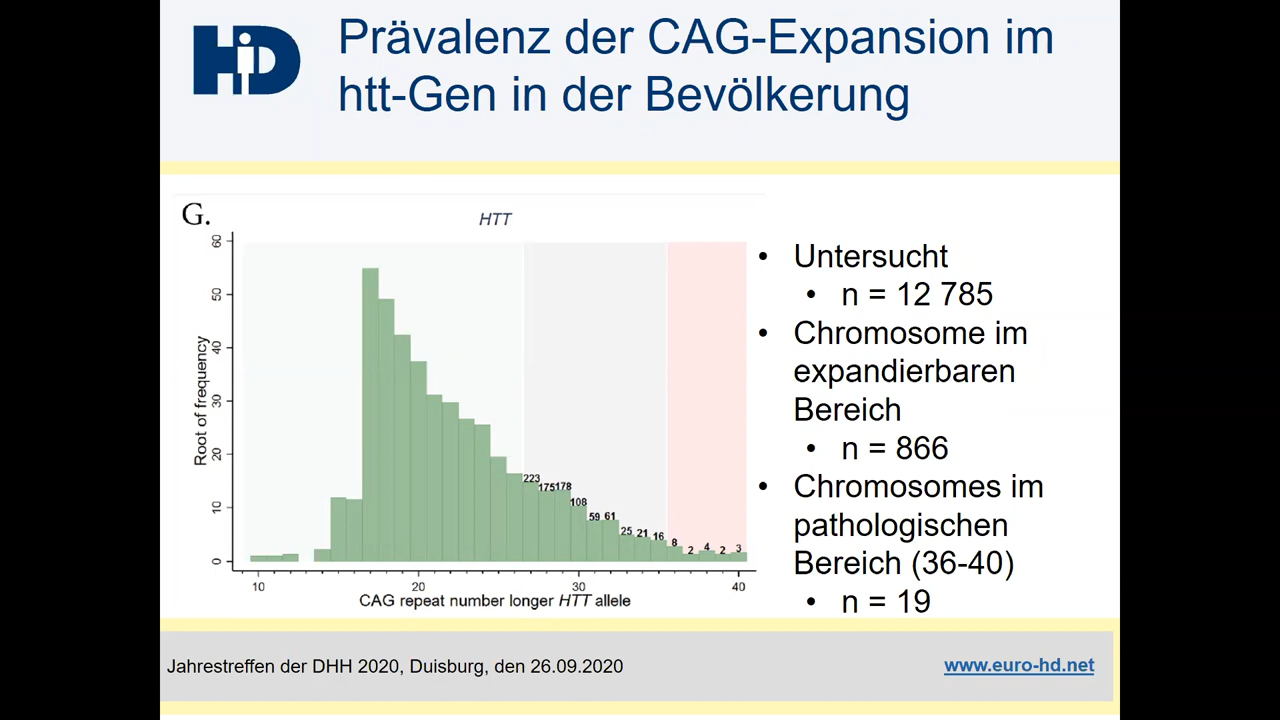 HD
Prävalenz der CAG-Expansion im
htt-Gen in der Bevölkerung
G.
HTT
Root of frequency
60
50
40
30
20
10
0
223
175
178
108
59
61
25
21
16
8
2
4
2
3
10
20
30
40
CAG repeat number longer HTT allele
• Untersucht
• n = 12 785
• Chromosome im
expandierbaren
Bereich
• n = 866
• Chromosomes im
pathologischen
Bereich (36-40)
• n = 19
Jahrestreffen der DHH 2020, Duisburg, den 26.09.2020
www.euro-hd.net